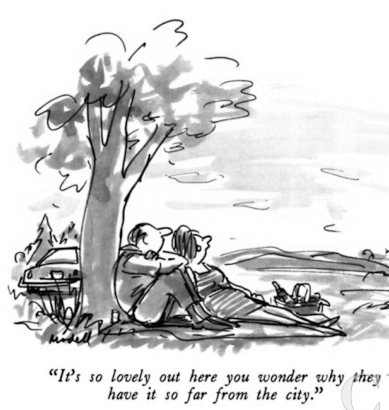 modell
“It’s so lovely out here you wonder why they
have it so far from the city.”